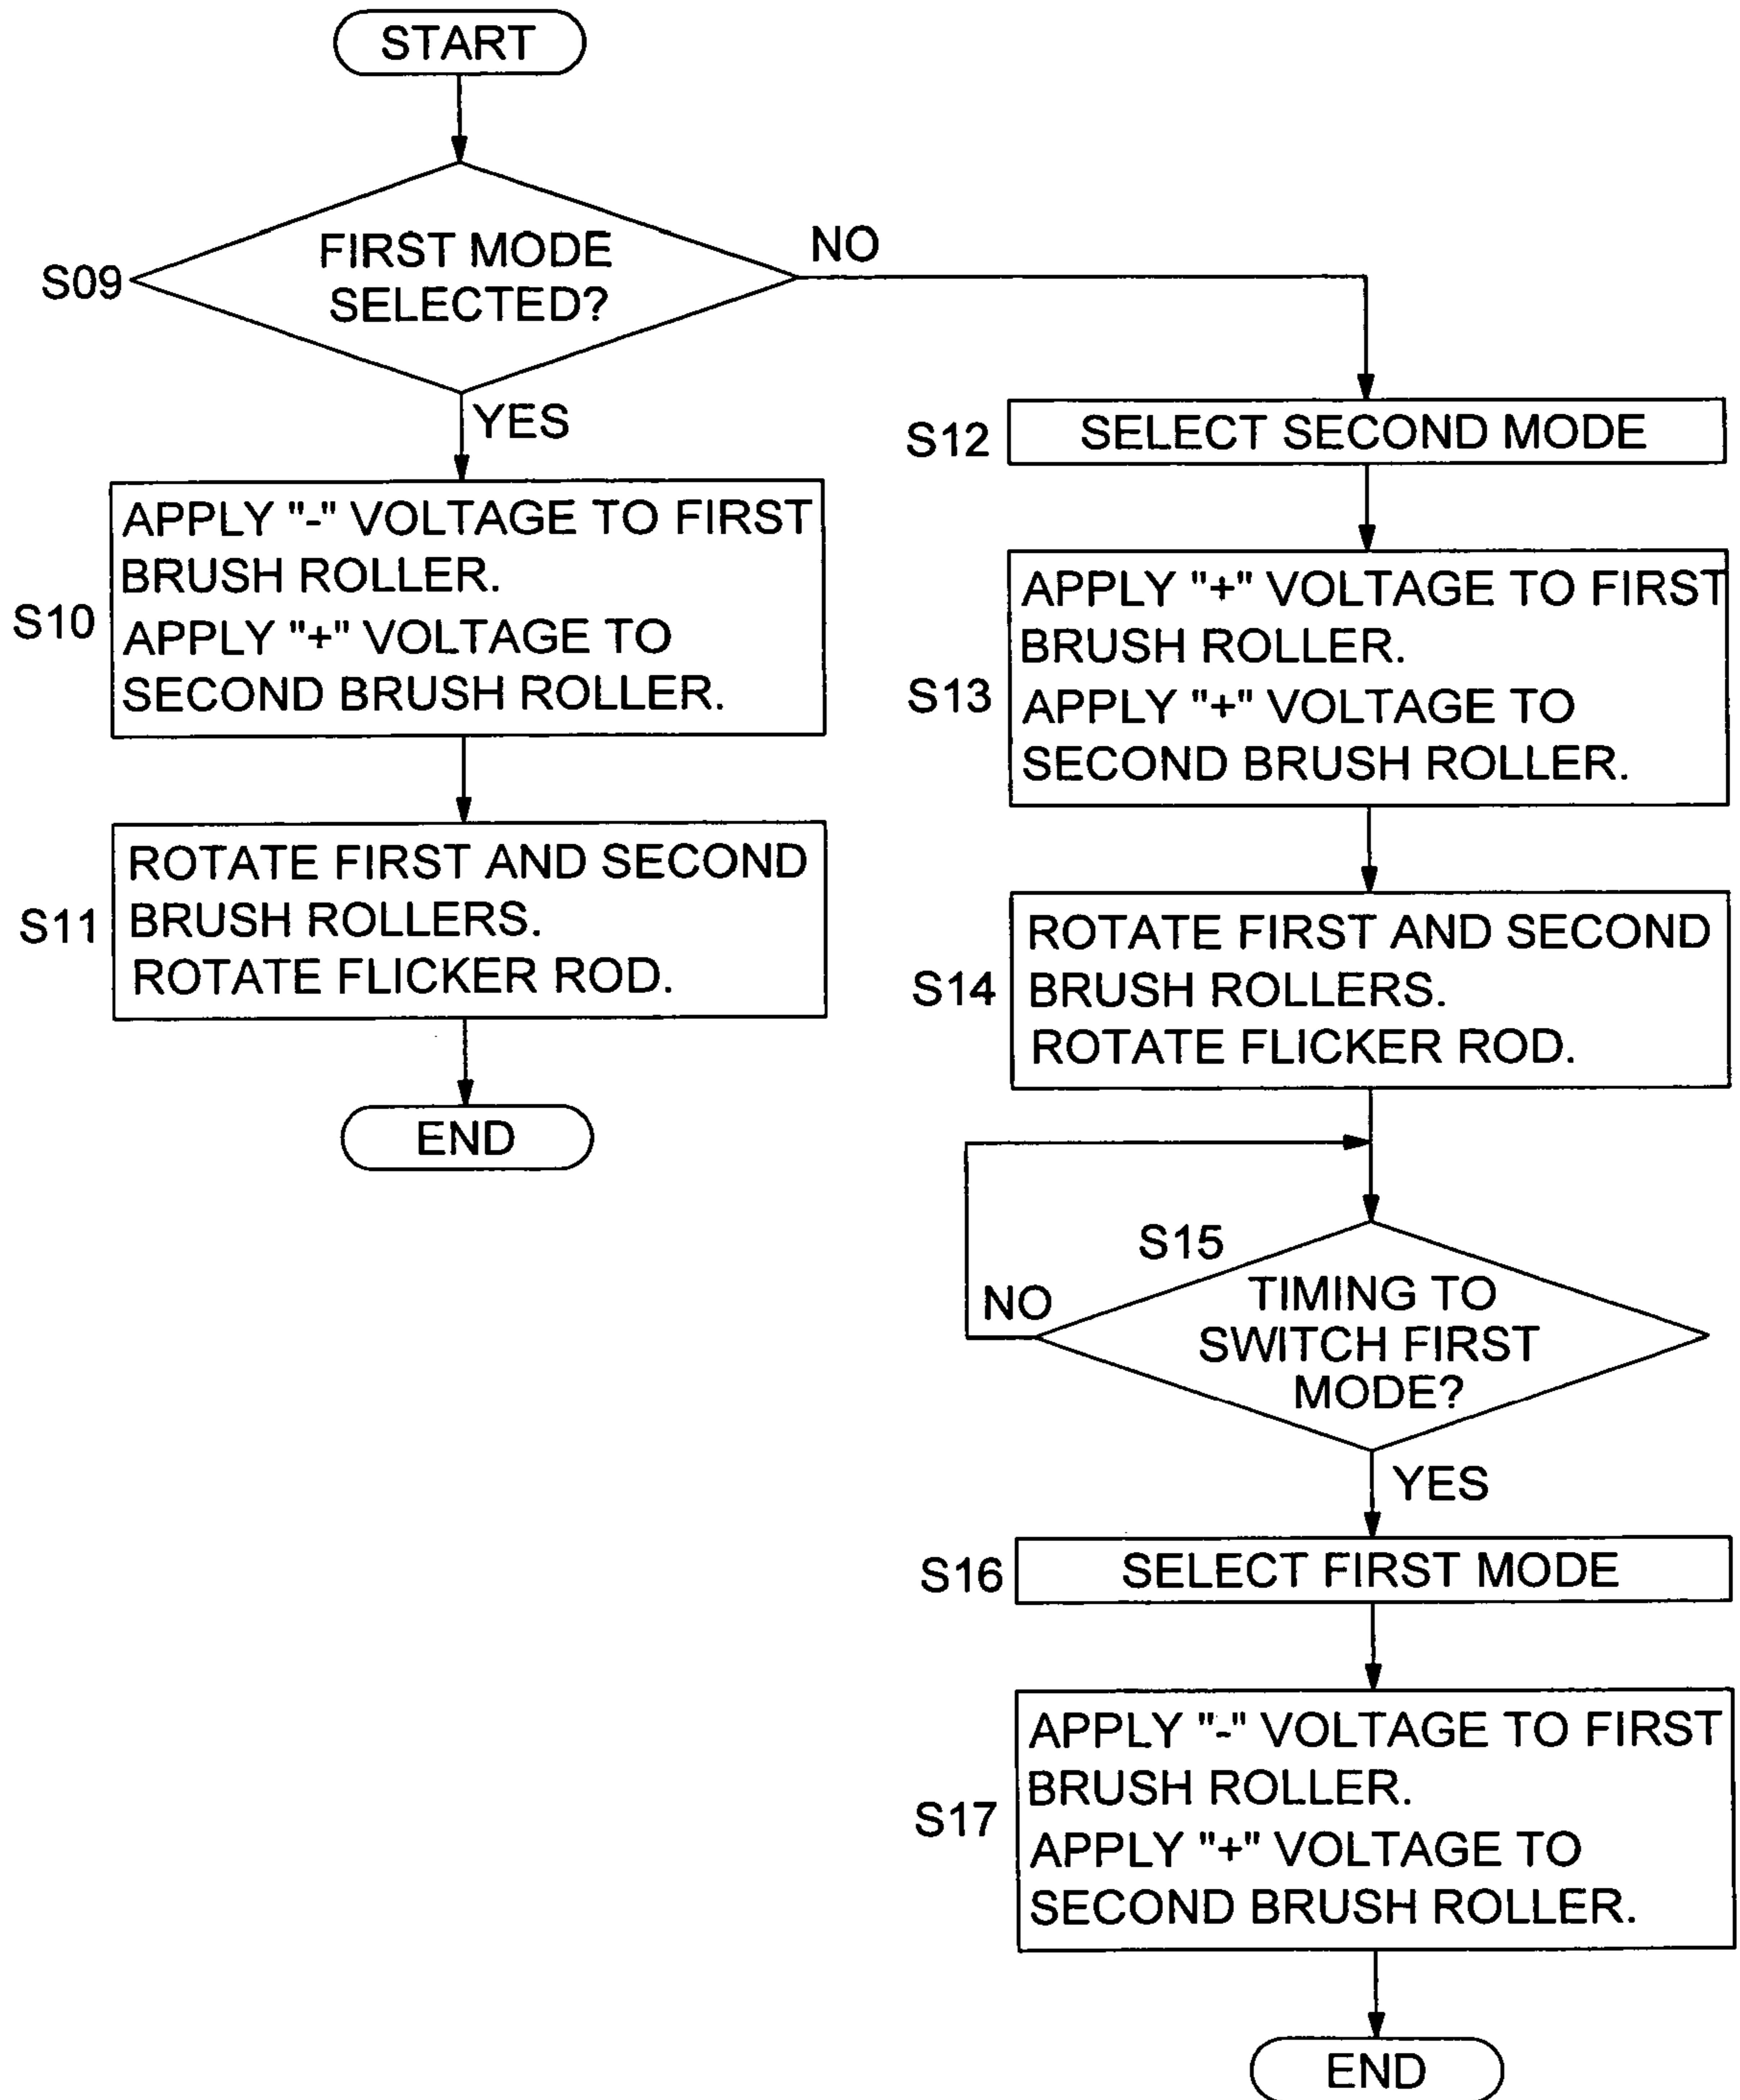 START
S09
FIRST MODE
SELECTED?
NO
YES
S10
APPLY "-" VOLTAGE TO FIRST
BRUSH ROLLER.
APPLY "+" VOLTAGE TO
SECOND BRUSH ROLLER.
S11
ROTATE FIRST AND SECOND
BRUSH ROLLERS.
ROTATE FLICKER ROD.
END
S12
SELECT SECOND MODE
S13
APPLY "+" VOLTAGE TO FIRST
BRUSH ROLLER.
APPLY "+" VOLTAGE TO
SECOND BRUSH ROLLER.
S14
ROTATE FIRST AND SECOND
BRUSH ROLLERS.
ROTATE FLICKER ROD.
S15
NO
TIMING TO
SWITCH FIRST
MODE?
YES
S16
SELECT FIRST MODE
S17
APPLY "-" VOLTAGE TO FIRST
BRUSH ROLLER.
APPLY "+" VOLTAGE TO
SECOND BRUSH ROLLER.
END